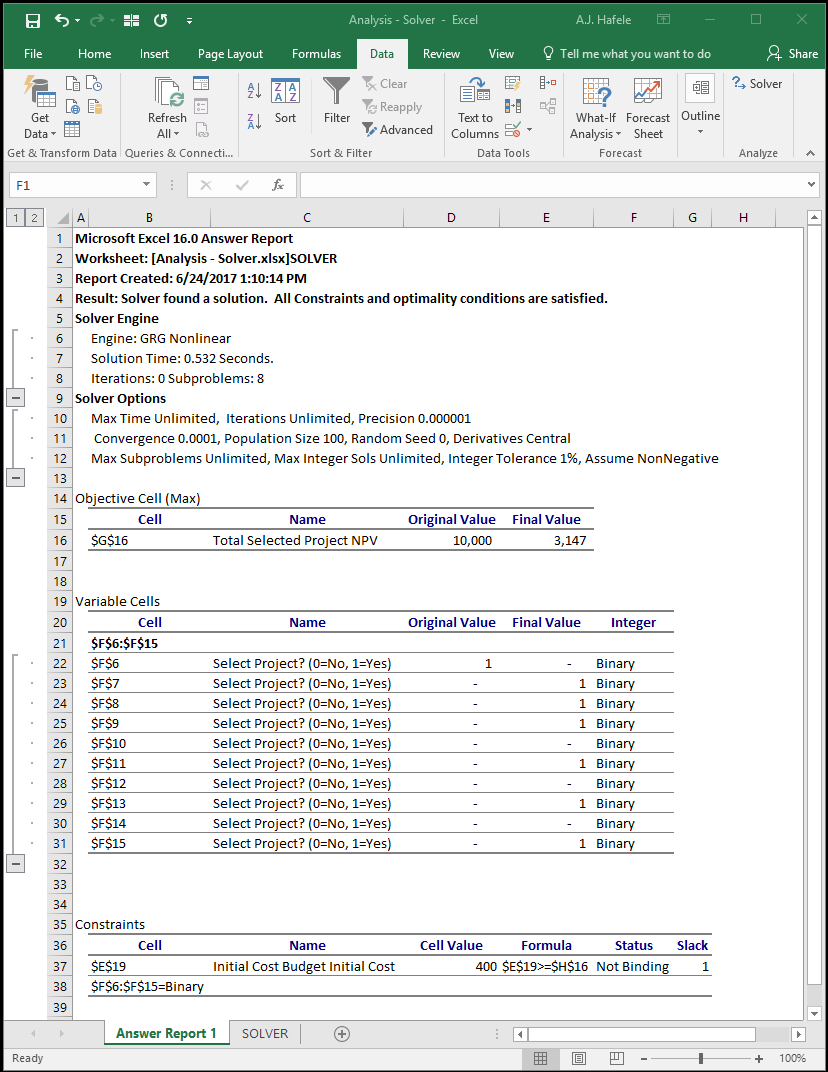 Analysis - Solver - Excel A.J. Hafele
File Home Insert Page Layout Formulas Data Review View Tell me what you want to do Share
Get Data Refresh All Sort Filter Clear Reapply Advanced Text to Columns What-If Analysis Forecast Sheet Outline Solver
Get & Transform Data Queries & Connecti... Sort & Filter Data Tools Forecast Analyze
F1 fx
1 2 A B C D E F G H
1 Microsoft Excel 16.0 Answer Report
2 Worksheet: [Analysis - Solver.xlsx]SOLVER
3 Report Created: 6/24/2017 1:10:14 PM
4 Result: Solver found a solution. All Constraints and optimality conditions are satisfied.
5 Solver Engine
6 Engine: GRG Nonlinear
7 Solution Time: 0.532 Seconds.
8 Iterations: 0 Subproblems: 8
9 Solver Options
10 Max Time Unlimited, Iterations Unlimited, Precision 0.000001
11 Convergence 0.0001, Population Size 100, Random Seed 0, Derivatives Central
12 Max Subproblems Unlimited, Max Integer Sols Unlimited, Integer Tolerance 1%, Assume NonNegative
13
14 Objective Cell (Max)
15 Cell Name Original Value Final Value
16 $G$16 Total Selected Project NPV 10,000 3,147
17
18
19 Variable Cells
20 Cell Name Original Value Final Value Integer
21 $F$6:$F$15
22 $F$6 Select Project? (0=No, 1=Yes) 1 - Binary
23 $F$7 Select Project? (0=No, 1=Yes) - 1 Binary
24 $F$8 Select Project? (0=No, 1=Yes) - 1 Binary
25 $F$9 Select Project? (0=No, 1=Yes) - 1 Binary
26 $F$10 Select Project? (0=No, 1=Yes) - - Binary
27 $F$11 Select Project? (0=No, 1=Yes) - 1 Binary
28 $F$12 Select Project? (0=No, 1=Yes) - - Binary
29 $F$13 Select Project? (0=No, 1=Yes) - 1 Binary
30 $F$14 Select Project? (0=No, 1=Yes) - - Binary
31 $F$15 Select Project? (0=No, 1=Yes) - 1 Binary
32
33
34
35 Constraints
36 Cell Name Cell Value Formula Status Slack
37 $E$19 Initial Cost Budget Initial Cost 400 $E$19>=$H$16 Not Binding 1
38 $F$6:$F$15=Binary
39
Answer Report 1 SOLVER
Ready 100%